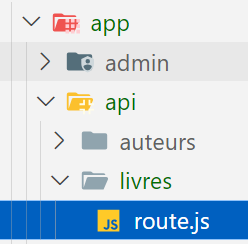 app
admin
api
auteurs
livres
JS route.js